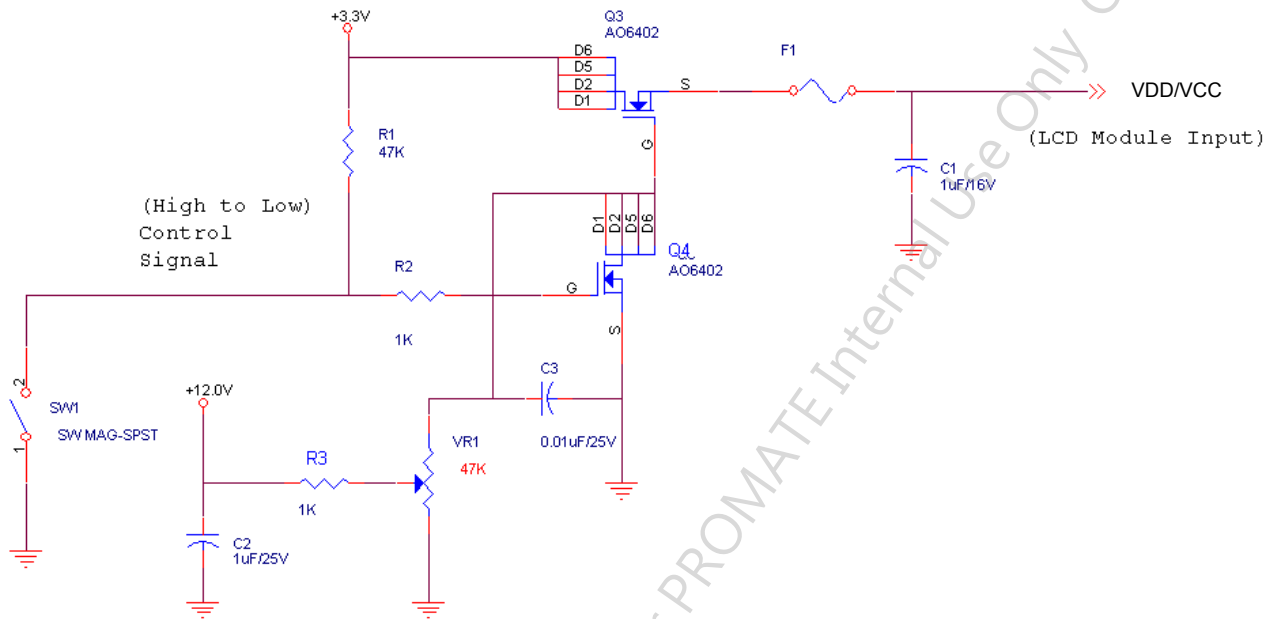 +3.3V
Q3
AO6402
F1
D6
D5
D2
D1
S
G
VDD/VCC
(LCD Module Input)
R1
47K
C1
1uF/16V
(High to Low)
Control
Signal
D1
D2
D5
D6
Q4
AO6402
R2
1K
G
S
2
1
SW1
SW MAG-SPST
+12.0V
C3
0.01uF/25V
VR1
47K
R3
1K
C2
1uF/25V
PROMATE Internal Use Only